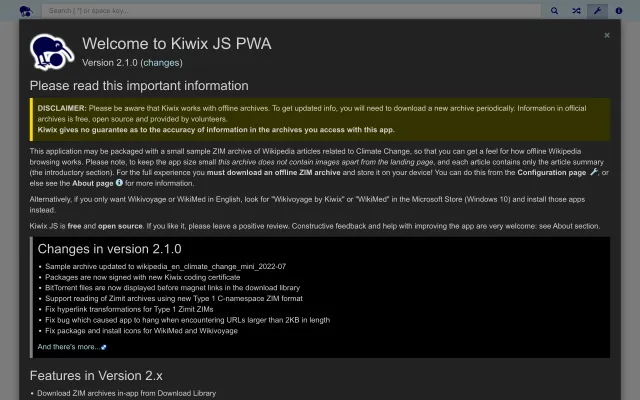 Search ( *) or space key...
×
Welcome to Kiwix JS PWA
Version 2.1.0 (changes)
Please read this important information
DISCLAIMER: Please be aware that Kiwix works with offline archives. To get updated info, you will need to download a new archive periodically. Information in official
archives is free, open source and provided by volunteers.
Kiwix gives no guarantee as to the accuracy of information in the archives you access with this app.
This application may be packaged with a small sample ZIM archive of Wikipedia articles related to Climate Change, so that you can get a feel for how offline Wikipedia
browsing works. Please note, to keep the app size small this archive does not contain images apart from the landing page, and each article contains only the article summary
(the introductory section). For the full experience you must download an offline ZIM archive and store it on your device! You can do this from the Configuration page , or
else see the About page for more information.
Alternatively, if you only want Wikivoyage or WikiMed in English, look for "Wikivoyage by Kiwix" or "WikiMed" in the Microsoft Store (Windows 10) and install those apps
instead.
Kiwix JS is free and open source. If you like it, please leave a positive review. Constructive feedback and help with improving the app are very welcome: see About section.
Changes in version 2.1.0
• Sample archive updated to wikipedia_en_climate_change_mini_2022-07
• Packages are now signed with new Kiwix coding certificate
• BitTorrent files are now displayed before magnet links in the download library
• Support reading of Zimit archives using new Type 1 C-namespace ZIM format
• Fix hyperlink transformations for Type 1 Zimit ZIMs
• Fix bug which caused app to hang when encountering URLs larger than 2KB in length
• Fix package and install icons for WikiMed and Wikivoyage
And there's more...
Features in Version 2.x
• Download ZIM archives in-app from Download Library